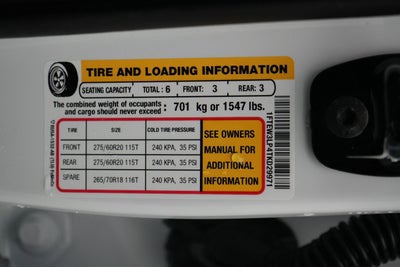 TIRE AND LOADING INFORMATION
SEATING CAPACITY TOTAL: 6 FRONT: 3 REAR: 3
The combined weight of occupants
and cargo should never exceed : 701 kg or 1547 lbs.
TIRE SIZE COLD TIRE PRESSURE
FRONT 275/60R20 115T 240 KPA, 35 PSI
REAR 275/60R20 115T 240 KPA, 35 PSI
SPARE 265/70R18 116T 240 KPA, 35 PSI
SEE OWNERS
MANUAL FOR
ADDITIONAL
INFORMATION